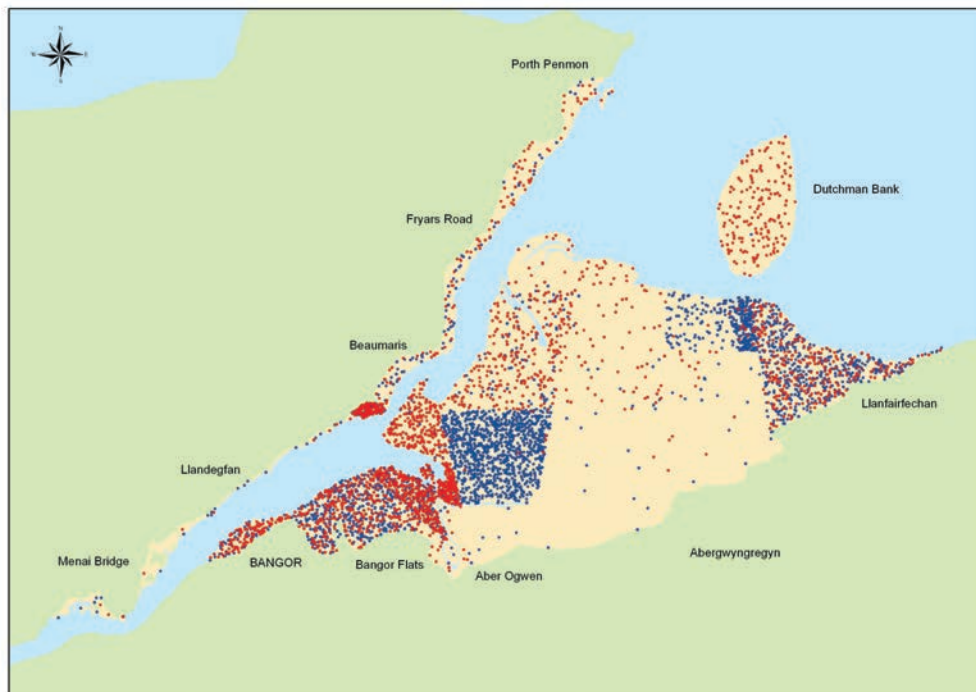 N
W E
S
Porth Penmon
Dutchman Bank
Fryars Road
Beaumaris
Llanfairfechan
Llandegfan
Abergwyngregyn
Menai Bridge
BANGOR
Bangor Flats
Aber Ogwen